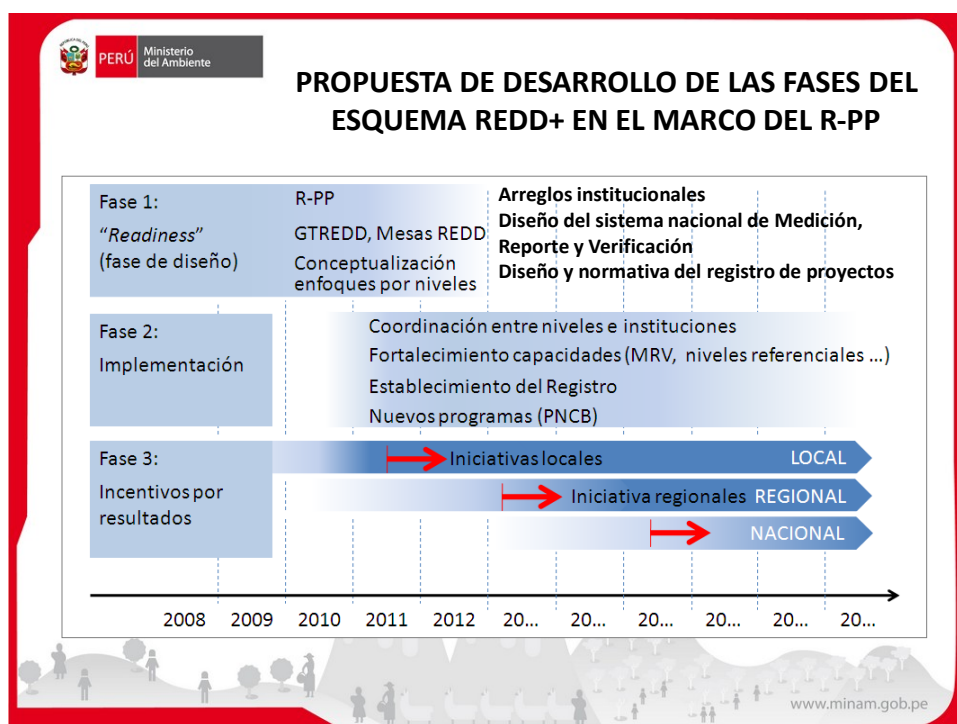 PERÚ
Ministerio
del Ambiente
PROPUESTA DE DESARROLLO DE LAS FASES DEL
ESQUEMA REDD+ EN EL MARCO DEL R-PP
Fase 1:
“Readiness”
(fase de diseño)
R-PP
GTREDD, Mesas REDD
Conceptualización
enfoques por niveles
Arreglos institucionales
Diseño del sistema nacional de Medición,
Reporte y Verificación
Diseño y normativa del registro de proyectos
Fase 2:
Implementación
Coordinación entre niveles e instituciones
Fortalecimiento capacidades (MRV, niveles referenciales ...)
Establecimiento del Registro
Nuevos programas (PNCB)
Fase 3:
Incentivos por
resultados
Iniciativas locales LOCAL
Iniciativa regionales REGIONAL
NACIONAL
2008 2009 2010 2011 2012 20... 20... 20... 20... 20... 20...
www.minam.gob.pe